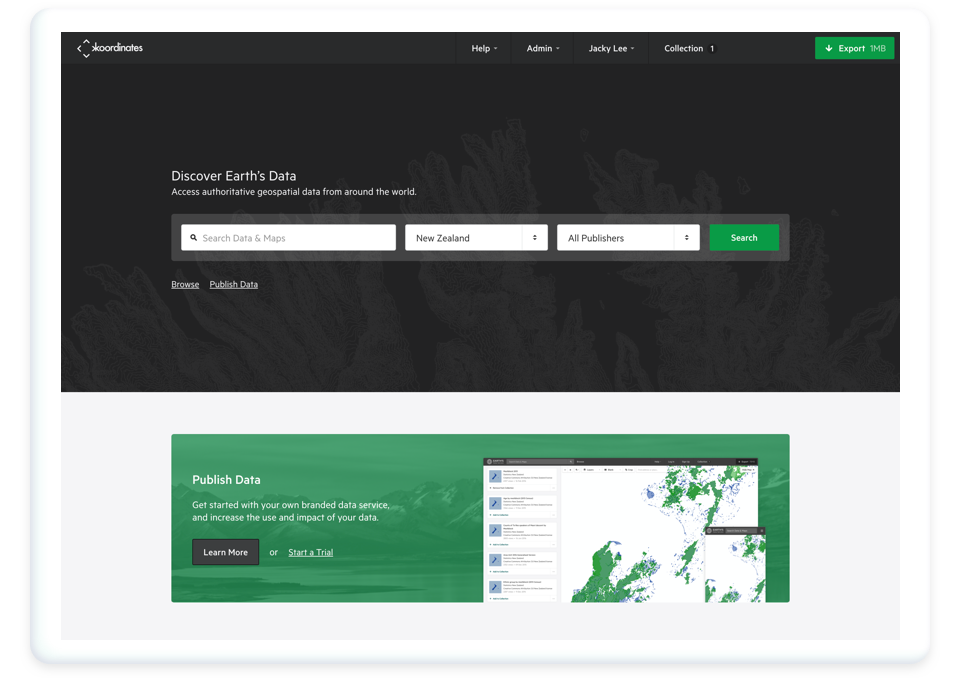 koordinates
Help
Admin
Jacky Lee
Collection 1
Export 1MB
Discover Earth's Data
Access authoritative geospatial data from around the world.
Search Data & Maps
New Zealand
All Publishers
Search
Browse
Publish Data
Publish Data
Get started with your own branded data service,
and increase the use and impact of your data.
Learn More
or
Start a Trial